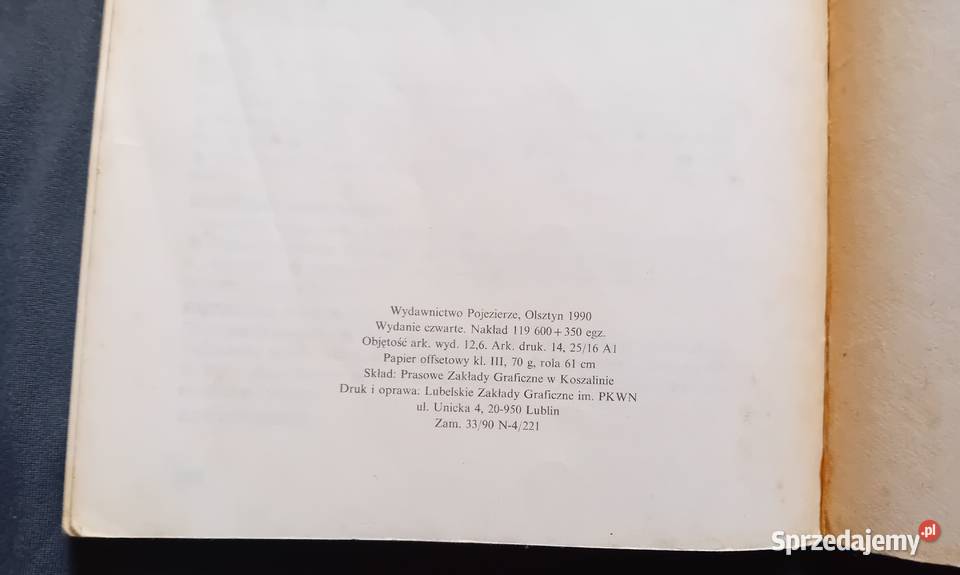 Wydawnictwo Pojezierze, Olsztyn 1990
Wydanie czwarte. Nakład 119 600+350 egz.
Objętość ark. wyd. 12,6. Ark. druk. 14, 25/16 A1
Papier offsetowy kl. III, 70 g, rola 61 cm
Skład: Prasowe Zakłady Graficzne w Koszalinie
Druk i oprawa: Lubelskie Zakłady Graficzne im. PKWN
ul. Unicka 4, 20-950 Lublin
Zam. 33/90 N-4/221
Sprzedajemy.pl